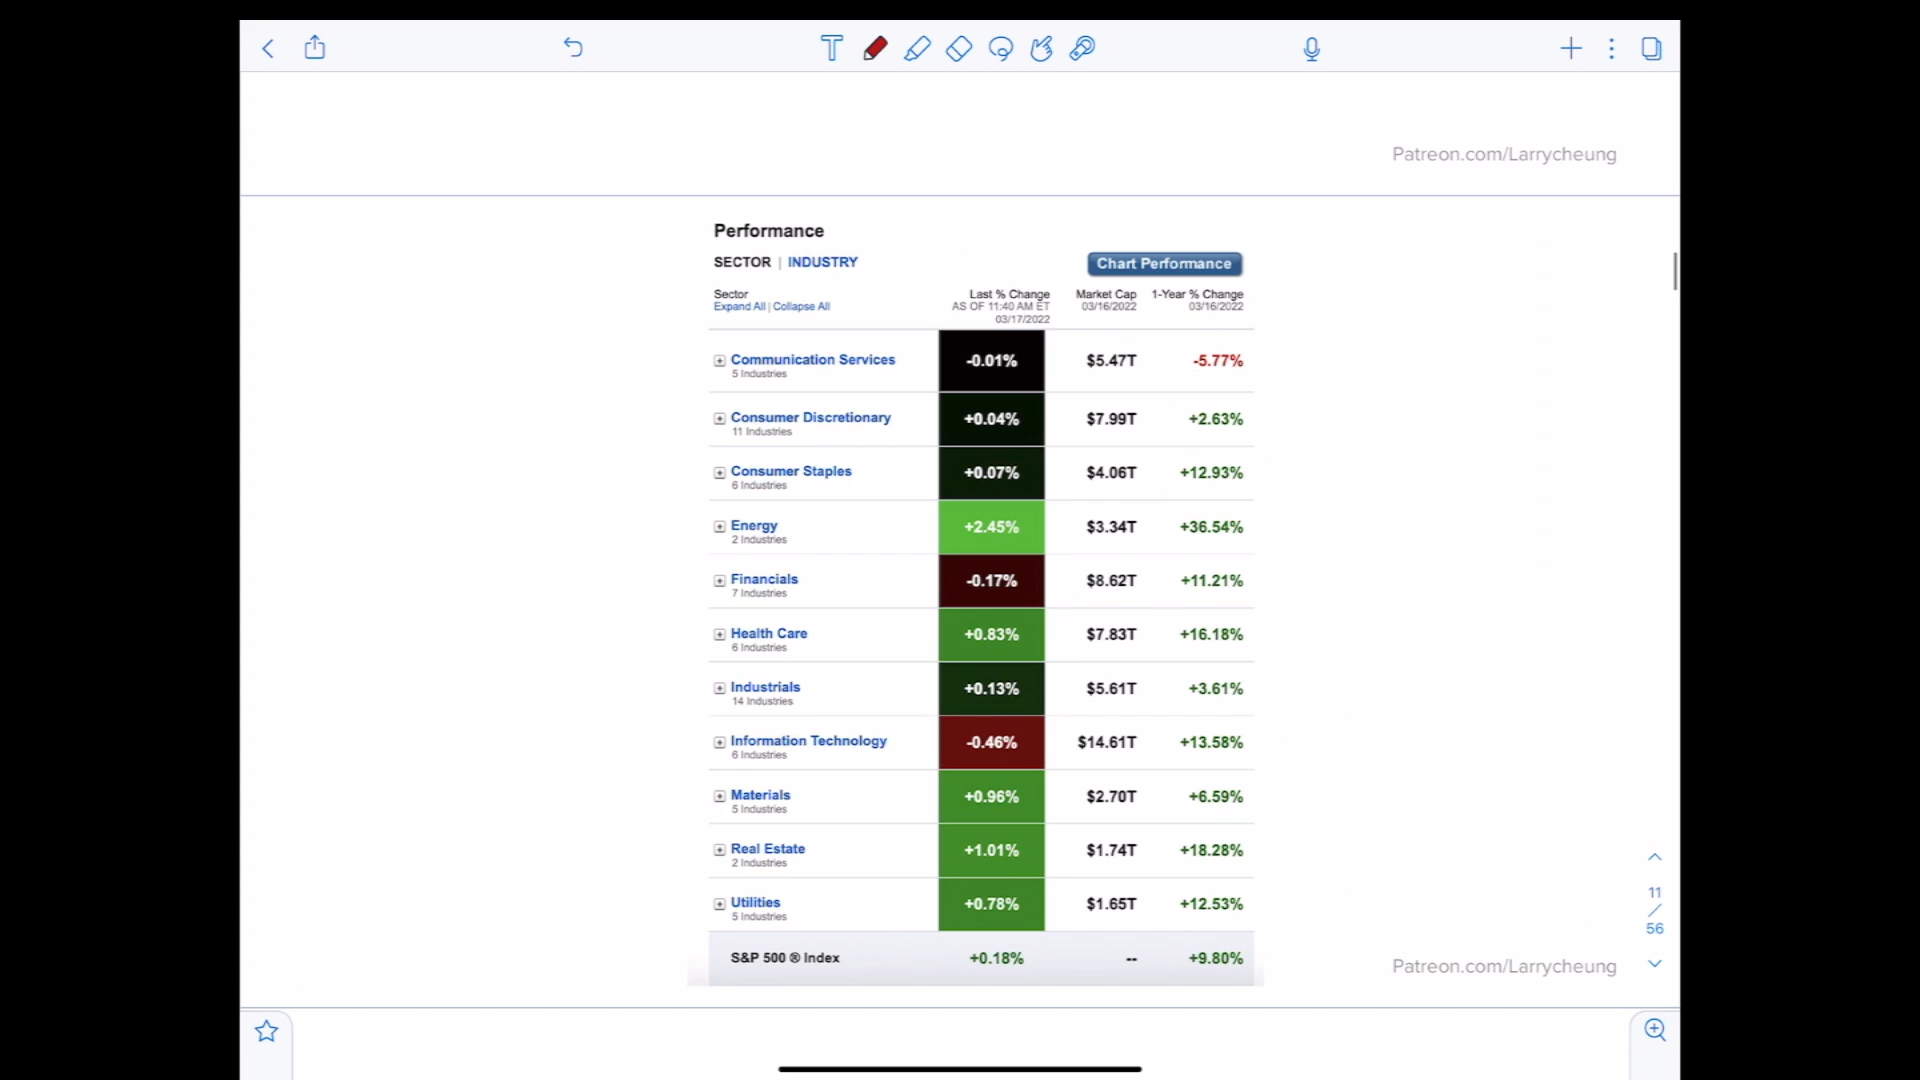 Patreon.com/Larrycheung
Performance
SECTOR | INDUSTRY
Chart Performance
Sector
Expand All | Collapse All
Last % Change
AS OF 11:40 AM ET
03/17/2022
Market Cap
03/16/2022
1-Year % Change
03/16/2022
Communication Services -0.01% $5.47T -5.77%
5 Industries
Consumer Discretionary +0.04% $7.99T +2.63%
11 Industries
Consumer Staples +0.07% $4.06T +12.93%
6 Industries
Energy +2.45% $3.34T +36.54%
2 Industries
Financials -0.17% $8.62T +11.21%
7 Industries
Health Care +0.83% $7.83T +16.18%
6 Industries
Industrials +0.13% $5.61T +3.61%
14 Industries
Information Technology -0.46% $14.61T +13.58%
6 Industries
Materials +0.96% $2.70T +6.59%
5 Industries
Real Estate +1.01% $1.74T +18.28%
2 Industries
Utilities +0.78% $1.65T +12.53%
5 Industries
S&P 500 ® Index +0.18% -- +9.80%
11
/
56
Patreon.com/Larrycheung